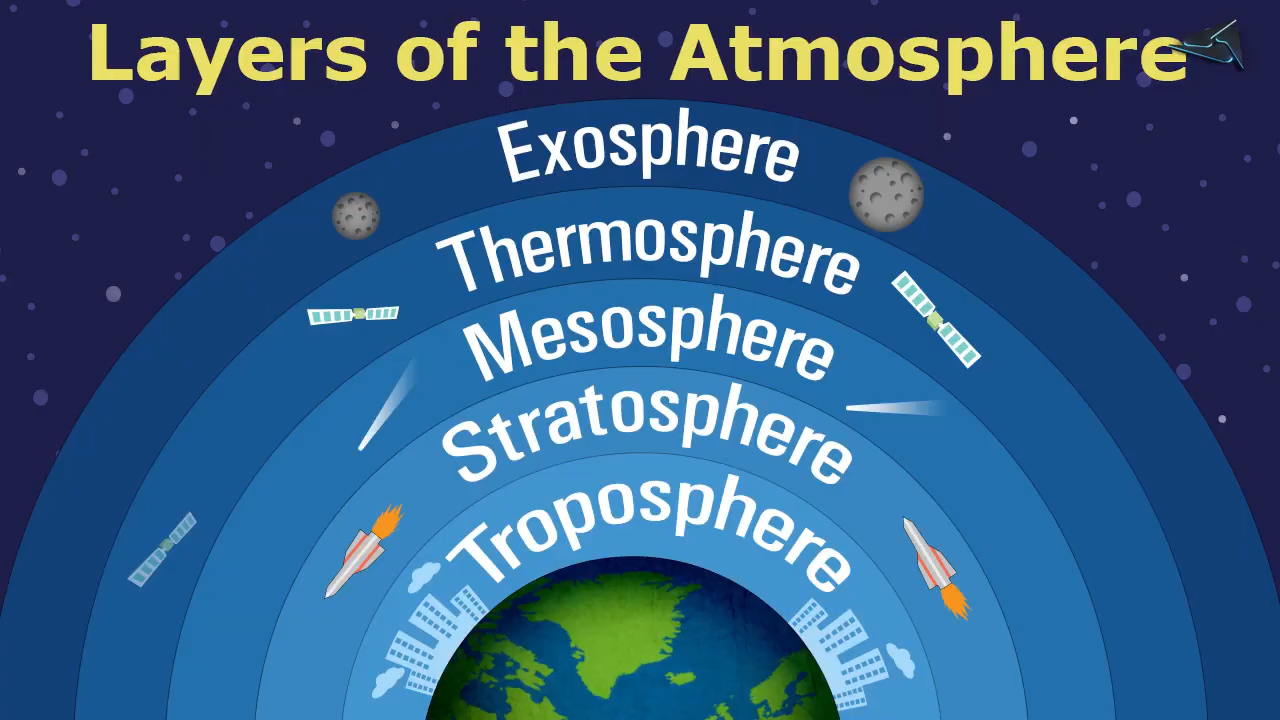 Layers of the Atmosphere
Exosphere
Thermosphere
Mesosphere
Stratosphere
Troposphere